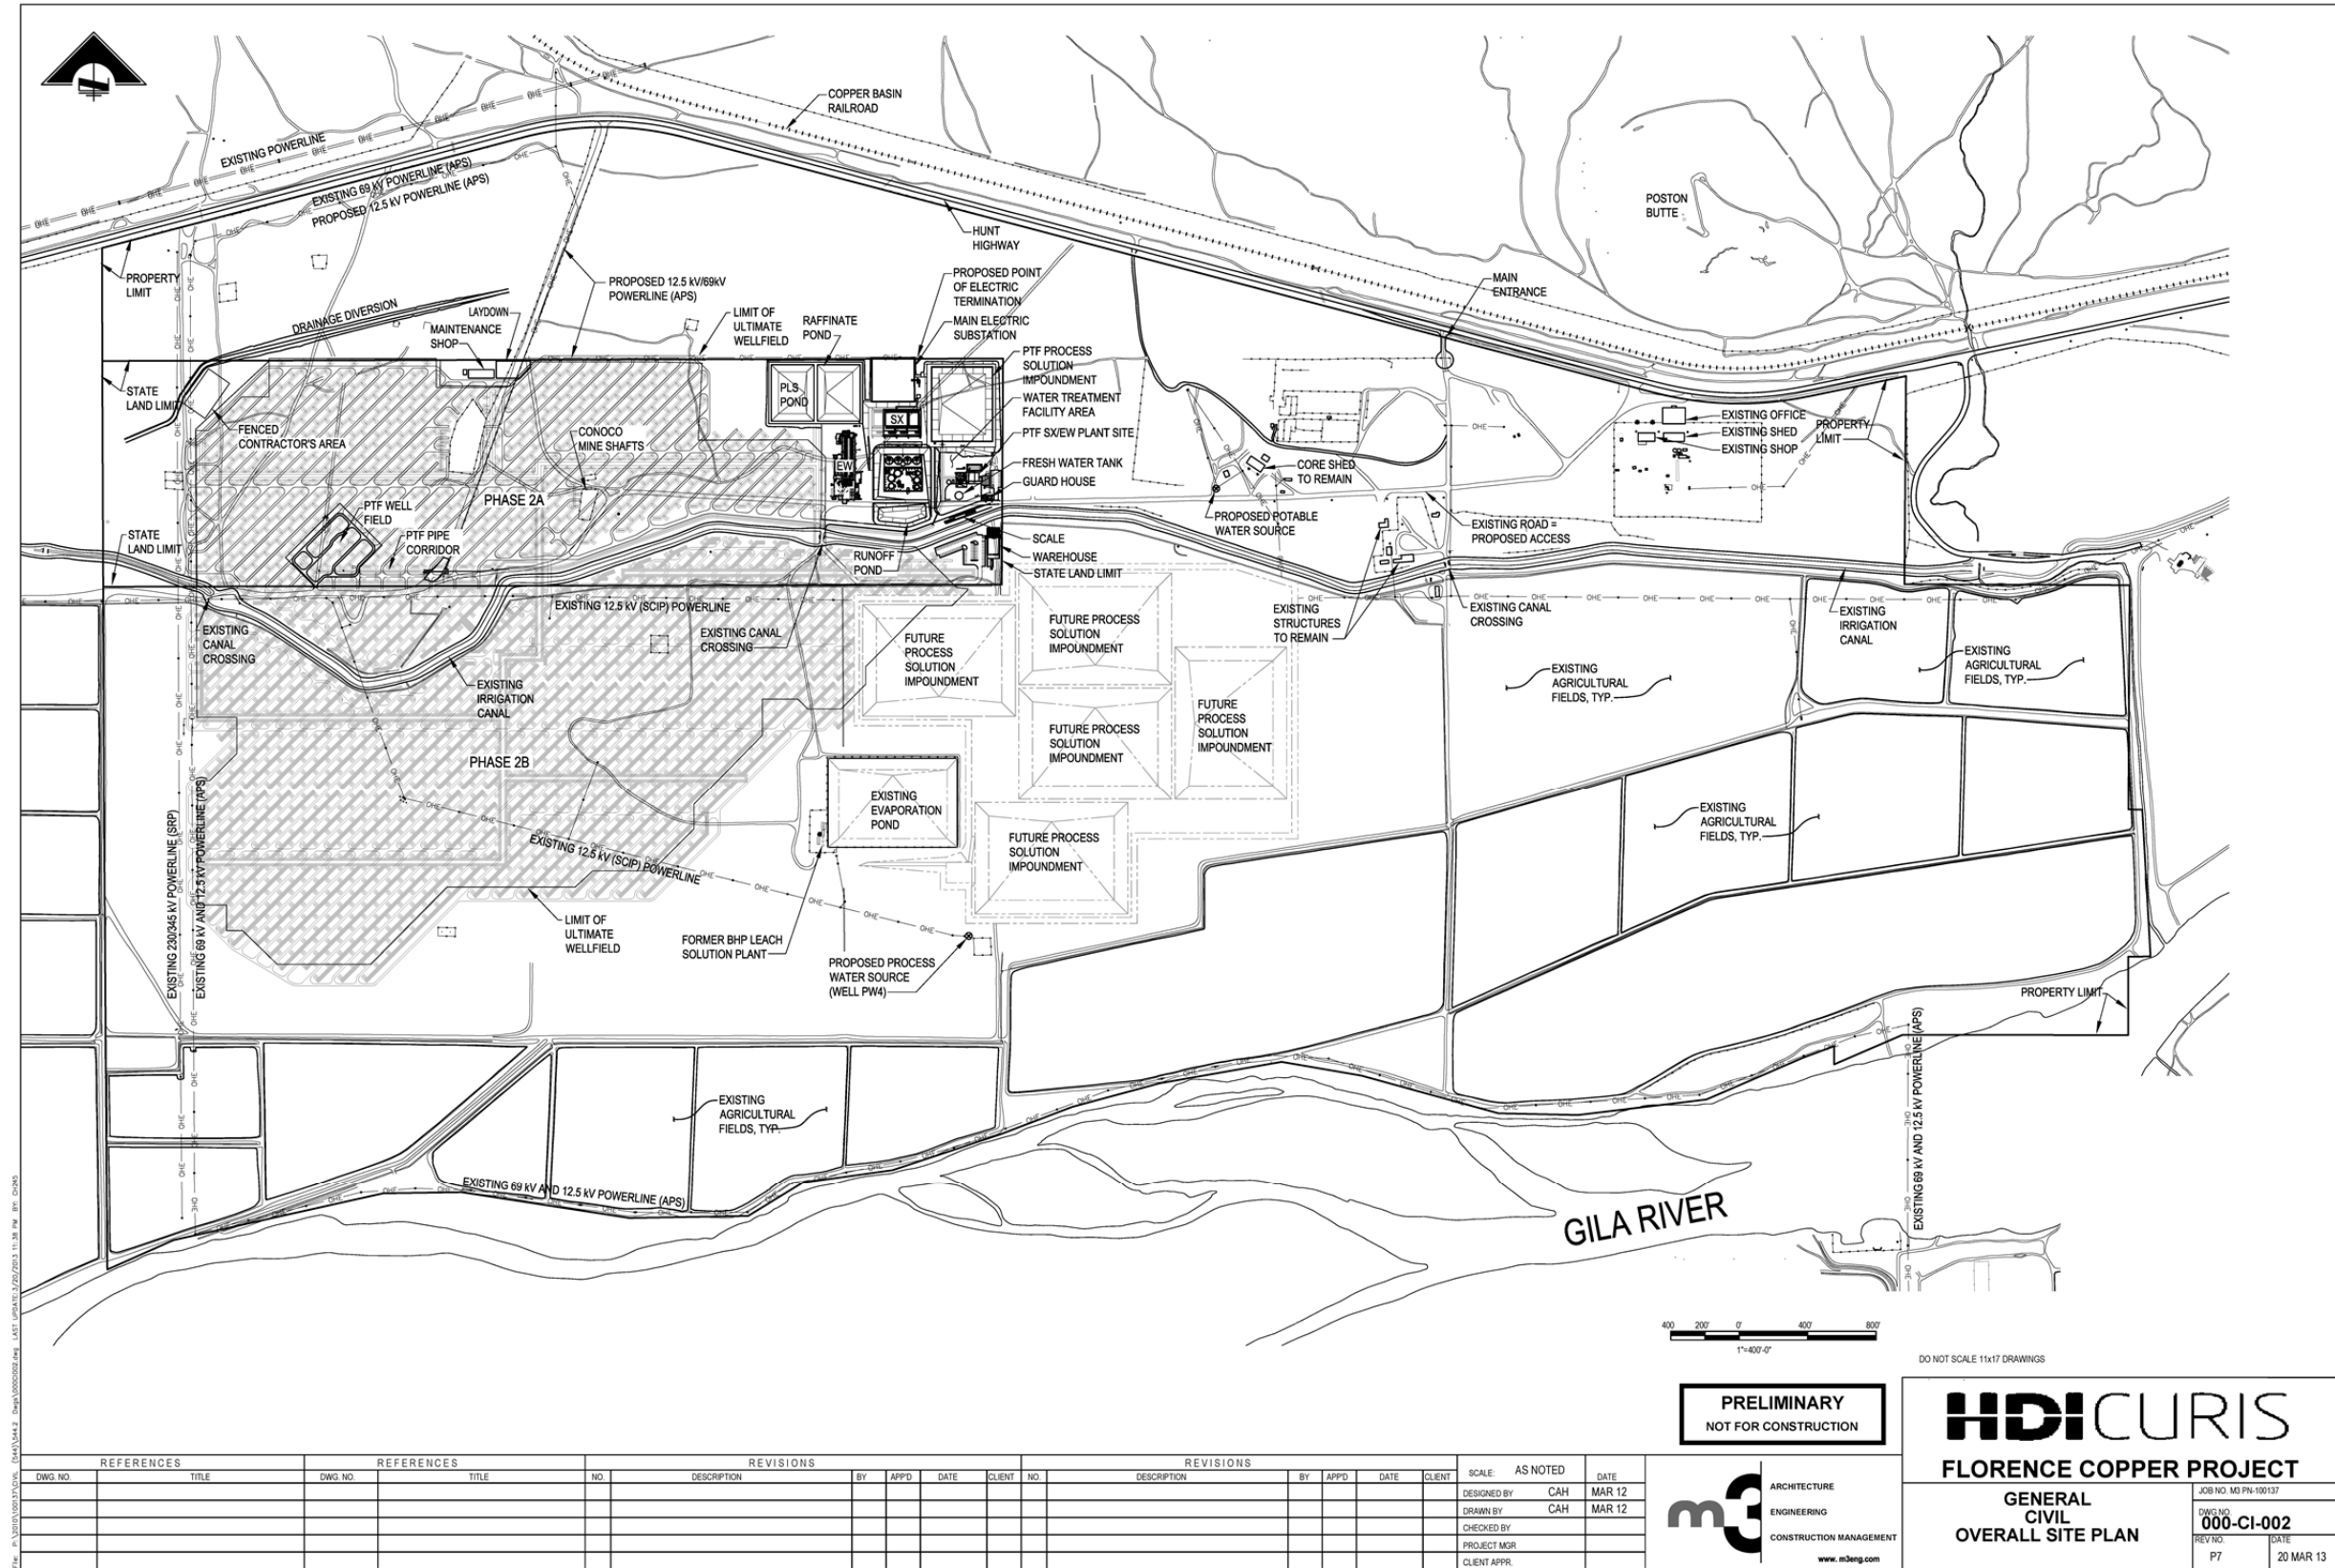 COPPER BASIN
RAILROAD
EXISTING POWERLINE
EXISTING 69 kV POWERLINE (APS)
PROPOSED 12.5 kV POWERLINE (APS)
POSTON
BUTTE
HUNT
HIGHWAY
PROPERTY
LIMIT
PROPOSED 12.5 kV/69kV
POWERLINE (APS)
PROPOSED POINT
OF ELECTRIC
TERMINATION
MAIN
ENTRANCE
DRAINAGE DIVERSION
LAYDOWN
MAINTENANCE
SHOP
LIMIT OF
ULTIMATE
WELLFIELD
RAFFINATE
POND
MAIN ELECTRIC
SUBSTATION
PTF PROCESS
SOLUTION
IMPOUNDMENT
STATE
LAND LIMIT
PLS
POND
SX
WATER TREATMENT
FACILITY AREA
FENCED
CONTRACTOR'S AREA
CONOCO
MINE SHAFTS
PTF SX/EW PLANT SITE
EXISTING OFFICE
EXISTING SHED
EXISTING SHOP
PROPERTY
LIMIT
EW
FRESH WATER TANK
GUARD HOUSE
CORE SHED
TO REMAIN
PHASE 2A
PTF WELL
FIELD
PTF PIPE
CORRIDOR
PROPOSED POTABLE
WATER SOURCE
EXISTING ROAD =
PROPOSED ACCESS
STATE
LAND LIMIT
RUNOFF
POND
SCALE
WAREHOUSE
STATE LAND LIMIT
EXISTING 12.5 kV (SCIP) POWERLINE
EXISTING
CANAL
CROSSING
EXISTING CANAL
CROSSING
FUTURE
PROCESS
SOLUTION
IMPOUNDMENT
FUTURE PROCESS
SOLUTION
IMPOUNDMENT
EXISTING
STRUCTURES
TO REMAIN
EXISTING CANAL
CROSSING
EXISTING
IRRIGATION
CANAL
EXISTING
AGRICULTURAL
FIELDS, TYP.
EXISTING
AGRICULTURAL
FIELDS, TYP.
EXISTING
IRRIGATION
CANAL
FUTURE PROCESS
SOLUTION
IMPOUNDMENT
FUTURE
PROCESS
SOLUTION
IMPOUNDMENT
PHASE 2B
EXISTING
EVAPORATION
POND
EXISTING
AGRICULTURAL
FIELDS, TYP.
EXISTING 230/345 kV POWERLINE (SRP)
EXISTING 69 kV AND 12.5 kV POWERLINE (APS)
EXISTING 12.5 kV (SCIP) POWERLINE
FUTURE PROCESS
SOLUTION
IMPOUNDMENT
LIMIT OF
ULTIMATE
WELLFIELD
FORMER BHP LEACH
SOLUTION PLANT
PROPOSED PROCESS
WATER SOURCE
(WELL PW4)
PROPERTY LIMIT
EXISTING
AGRICULTURAL
FIELDS, TYP.
EXISTING 69 kV AND 12.5 kV POWERLINE (APS)
EXISTING 69 kV AND 12.5 kV POWERLINE (APS)
GILA RIVER
400 200' 0' 400' 800'
1"=400'-0"
DO NOT SCALE 11x17 DRAWINGS
PRELIMINARY
NOT FOR CONSTRUCTION
HDICURIS
FLORENCE COPPER PROJECT
GENERAL
CIVIL
OVERALL SITE PLAN
JOB NO. M3 PN-100137
DWG NO.
000-CI-002
REV NO. DATE
P7 20 MAR 13
m3
ARCHITECTURE
ENGINEERING
CONSTRUCTION MANAGEMENT
www.m3eng.com
REFERENCES REFERENCES REVISIONS REVISIONS
DWG. NO. TITLE DWG. NO. TITLE NO. DESCRIPTION BY APP'D DATE CLIENT NO. DESCRIPTION BY APP'D DATE CLIENT
SCALE: AS NOTED DATE
DESIGNED BY CAH MAR 12
DRAWN BY CAH MAR 12
CHECKED BY
PROJECT MGR
CLIENT APPR.